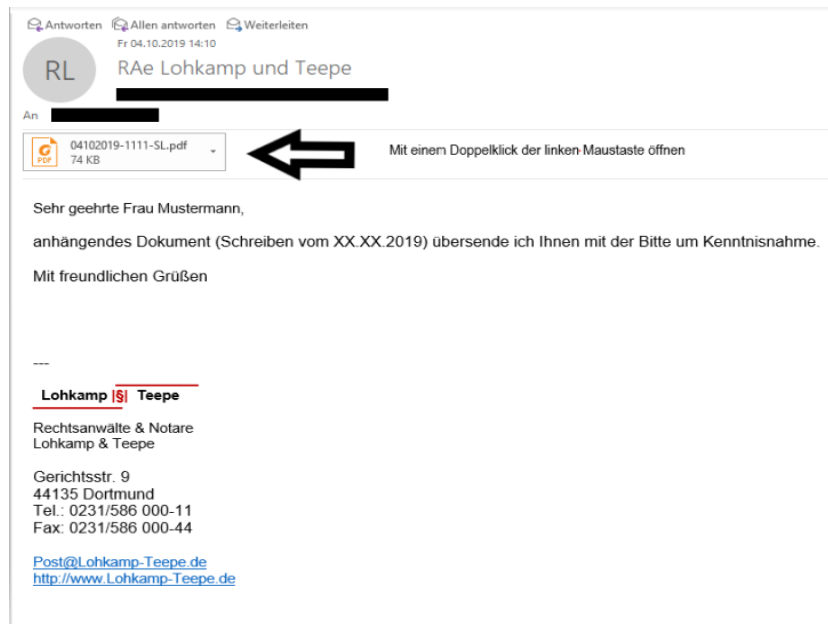 Antworten Allen antworten Weiterleiten
Fr 04.10.2019 14:10
RL
RAe Lohkamp und Teepe
An
04102019-1111-SL.pdf
74 KB
PDF
Mit einem Doppelklick der linken Maustaste öffnen
Sehr geehrte Frau Mustermann,
anhängendes Dokument (Schreiben vom XX.XX.2019) übersende ich Ihnen mit der Bitte um Kenntnisnahme.
Mit freundlichen Grüßen
---
Lohkamp |§| Teepe
Rechtsanwälte & Notare
Lohkamp & Teepe
Gerichtsstr. 9
44135 Dortmund
Tel.: 0231/586 000-11
Fax: 0231/586 000-44
Post@Lohkamp-Teepe.de
http://www.Lohkamp-Teepe.de